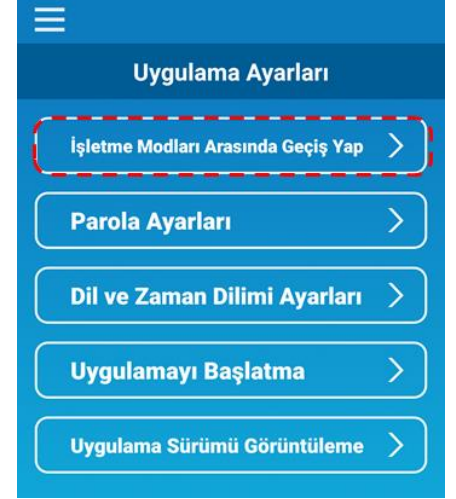 Uygulama Ayarları
İşletme Modları Arasında Geçiş Yap
Parola Ayarları
Dil ve Zaman Dilimi Ayarları
Uygulamayı Başlatma
Uygulama Sürümü Görüntüleme